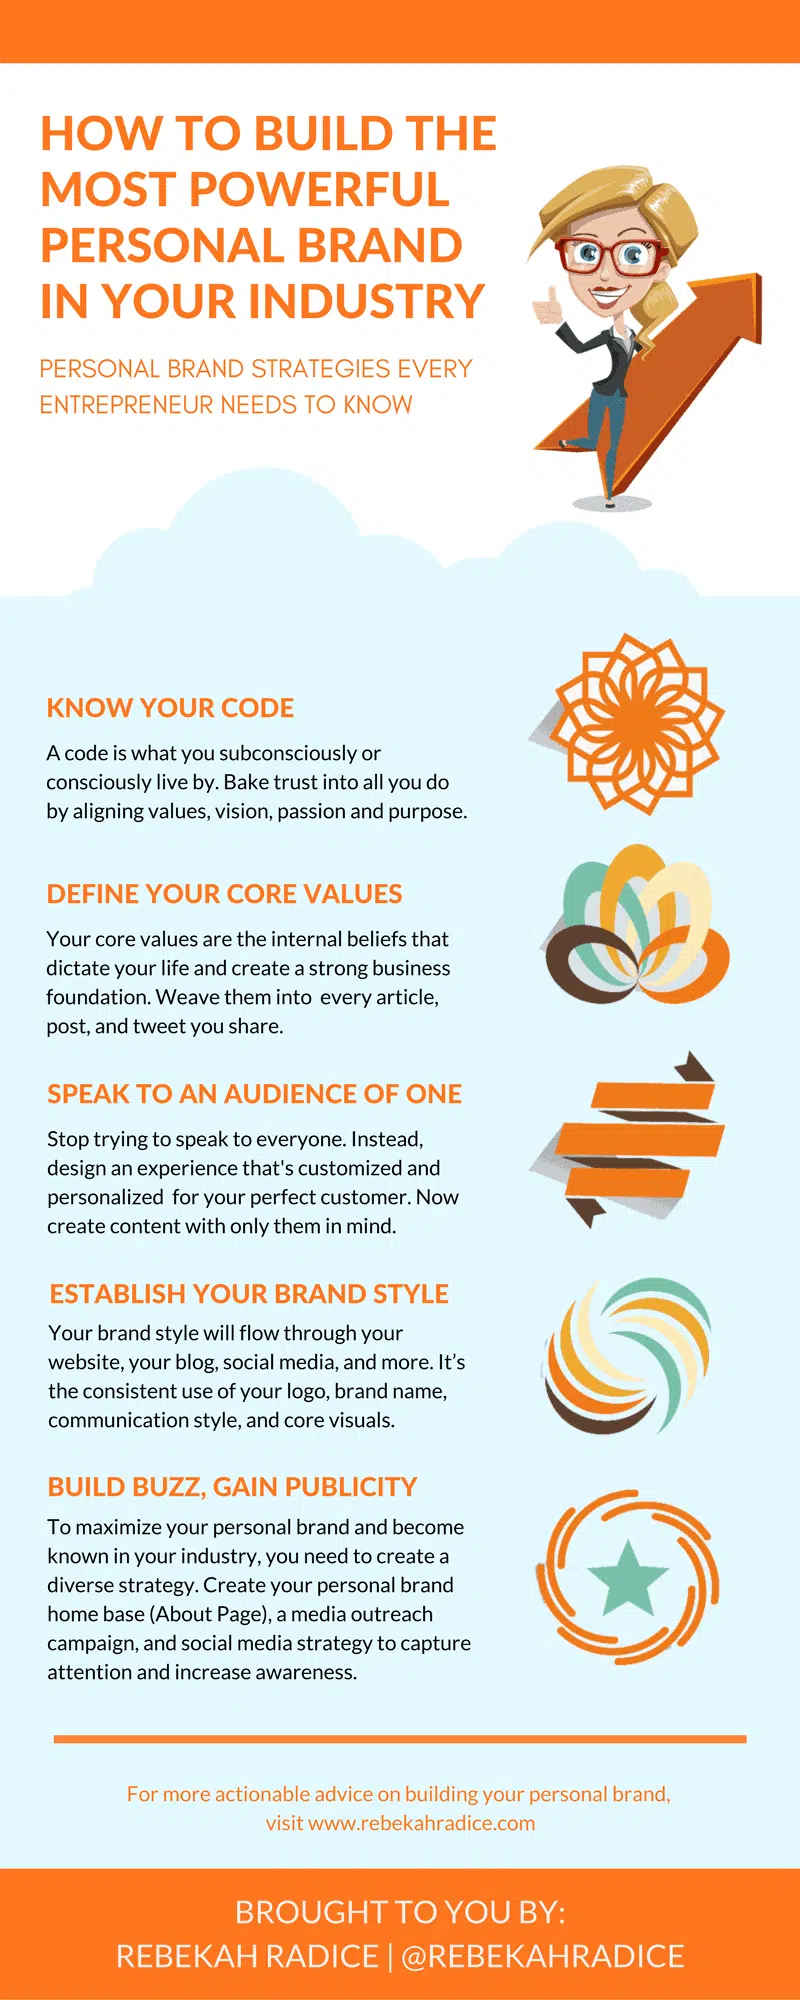 HOW TO BUILD THE
MOST POWERFUL
PERSONAL BRAND
IN YOUR INDUSTRY
PERSONAL BRAND STRATEGIES EVERY
ENTREPRENEUR NEEDS TO KNOW
KNOW YOUR CODE
A code is what you subconsciously or
consciously live by. Bake trust into all you do
by aligning values, vision, passion and purpose.
DEFINE YOUR CORE VALUES
Your core values are the internal beliefs that
dictate your life and create a strong business
foundation. Weave them into  every article,
post, and tweet you share.
SPEAK TO AN AUDIENCE OF ONE
Stop trying to speak to everyone. Instead,
design an experience that's customized and
personalized  for your perfect customer. Now
create content with only them in mind.
ESTABLISH YOUR BRAND STYLE
Your brand style will flow through your
website, your blog, social media, and more. It’s
the consistent use of your logo, brand name,
communication style, and core visuals.
BUILD BUZZ, GAIN PUBLICITY
To maximize your personal brand and become
known in your industry, you need to create a
diverse strategy. Create your personal brand
home base (About Page), a media outreach
campaign, and social media strategy to capture
attention and increase awareness.
For more actionable advice on building your personal brand,
visit www.rebekahradice.com
BROUGHT TO YOU BY:
REBEKAH RADICE | @REBEKAHRADICE